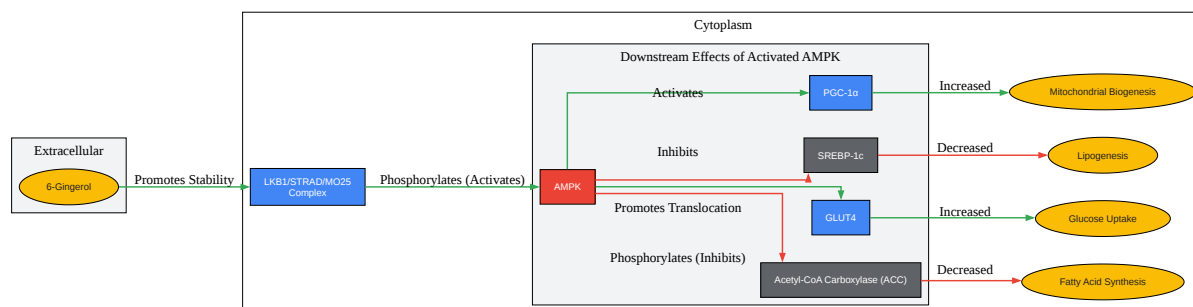 Cytoplasm
Downstream Effects of Activated AMPK
Activates
PGC-1α
Increased
Mitochondrial Biogenesis
Extracellular
6-Gingerol
Promotes Stability
LKB1/STRAD/MO25
Complex
Phosphorylates (Activates)
AMPK
Inhibits
SREBP-1c
Decreased
Lipogenesis
Promotes Translocation
GLUT4
Increased
Glucose Uptake
Phosphorylates (Inhibits)
Acetyl-CoA Carboxylase (ACC)
Decreased
Fatty Acid Synthesis